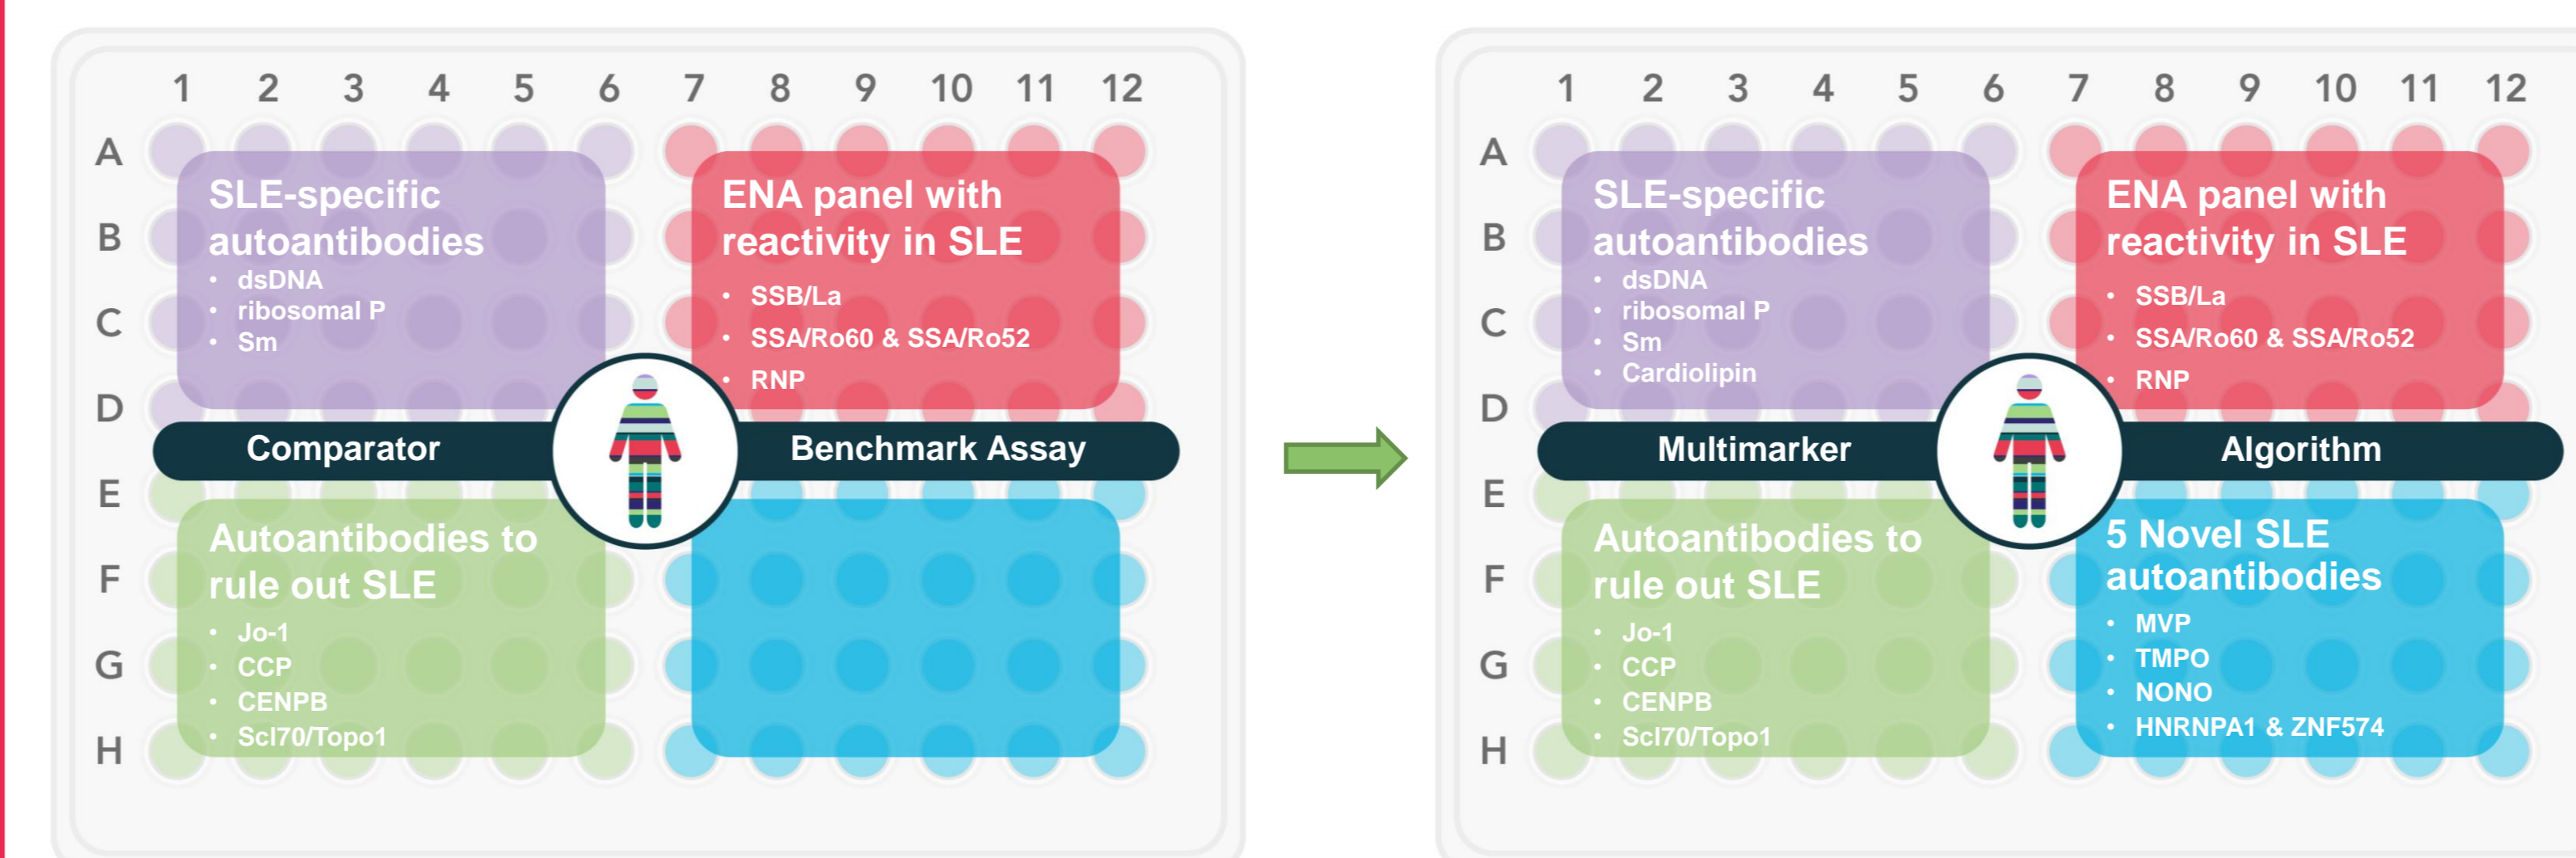 1 2 3 4 5 6 7 8 9 10 11 12
A
B
C
D
E
F
G
H
SLE-specific
autoantibodies
• dsDNA
• ribosomal P
• Sm
ENA panel with
reactivity in SLE
• SSB/La
• SSA/Ro60 & SSA/Ro52
• RNP
Comparator
Benchmark Assay
Autoantibodies to
rule out SLE
• Jo-1
• CCP
• CENPB
• Scl70/Topo1
1 2 3 4 5 6 7 8 9 10 11 12
A
B
C
D
E
F
G
H
SLE-specific
autoantibodies
• dsDNA
• ribosomal P
• Sm
• Cardiolipin
ENA panel with
reactivity in SLE
• SSB/La
• SSA/Ro60 & SSA/Ro52
• RNP
Multimarker
Algorithm
Autoantibodies to
rule out SLE
• Jo-1
• CCP
• CENPB
• Scl70/Topo1
5 Novel SLE
autoantibodies
• MVP
• TMPO
• NONO
• HNRNPA1 & ZNF574